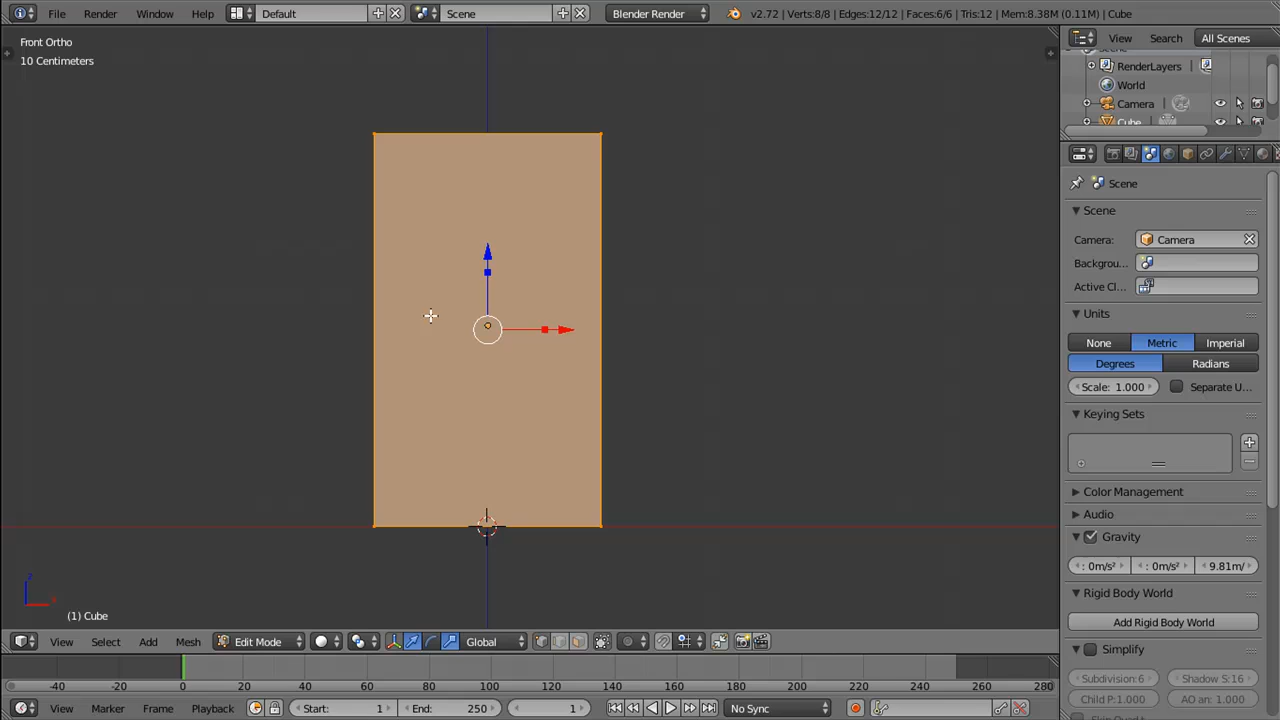 File Render Window Help Default Scene Blender Render v2.72 | Verts:8/8 | Edges:12/12 | Faces:6/6 | Tris:12 | Mem:8.38M (0.11M) | Cube
Front Ortho
10 Centimeters
View Search All Scenes
RenderLayers
World
Camera
Cube
Scene
Scene
Camera: Camera
Backgrou...
Active Cl...
Units
None Metric Imperial
Degrees Radians
Scale: 1.000 Separate U...
Keying Sets
Color Management
Audio
Gravity
: 0m/s² : 0m/s² 9.81m/
Rigid Body World
Add Rigid Body World
Simplify
Subdivision:6 Shadow S:16
Child P:1.000 AO an: 1.000
z
x
(1) Cube
View Select Add Mesh Edit Mode Global
-40 -20 0 20 40 60 80 100 120 140 160 180 200 220 240 260 280
View Marker Frame Playback Start: 1 End: 250 1 No Sync